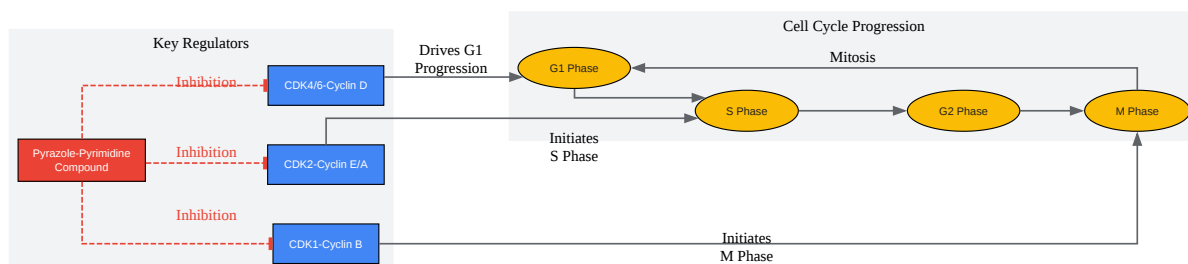 Cell Cycle Progression
Key Regulators
Drives G1
Progression
Mitosis
G1 Phase
Inhibition
CDK4/6-Cyclin D
S Phase
G2 Phase
M Phase
Initiates
S Phase
Pyrazole-Pyrimidine
Compound
Inhibition
CDK2-Cyclin E/A
Inhibition
CDK1-Cyclin B
Initiates
M Phase